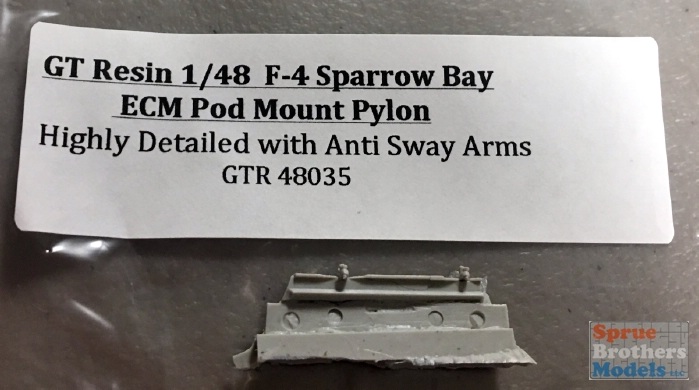 GT Resin 1/48 F-4 Sparrow Bay
ECM Pod Mount Pylon
Highly Detailed with Anti Sway Arms
GTR 48035
Sprue
Brothers
Models LLC